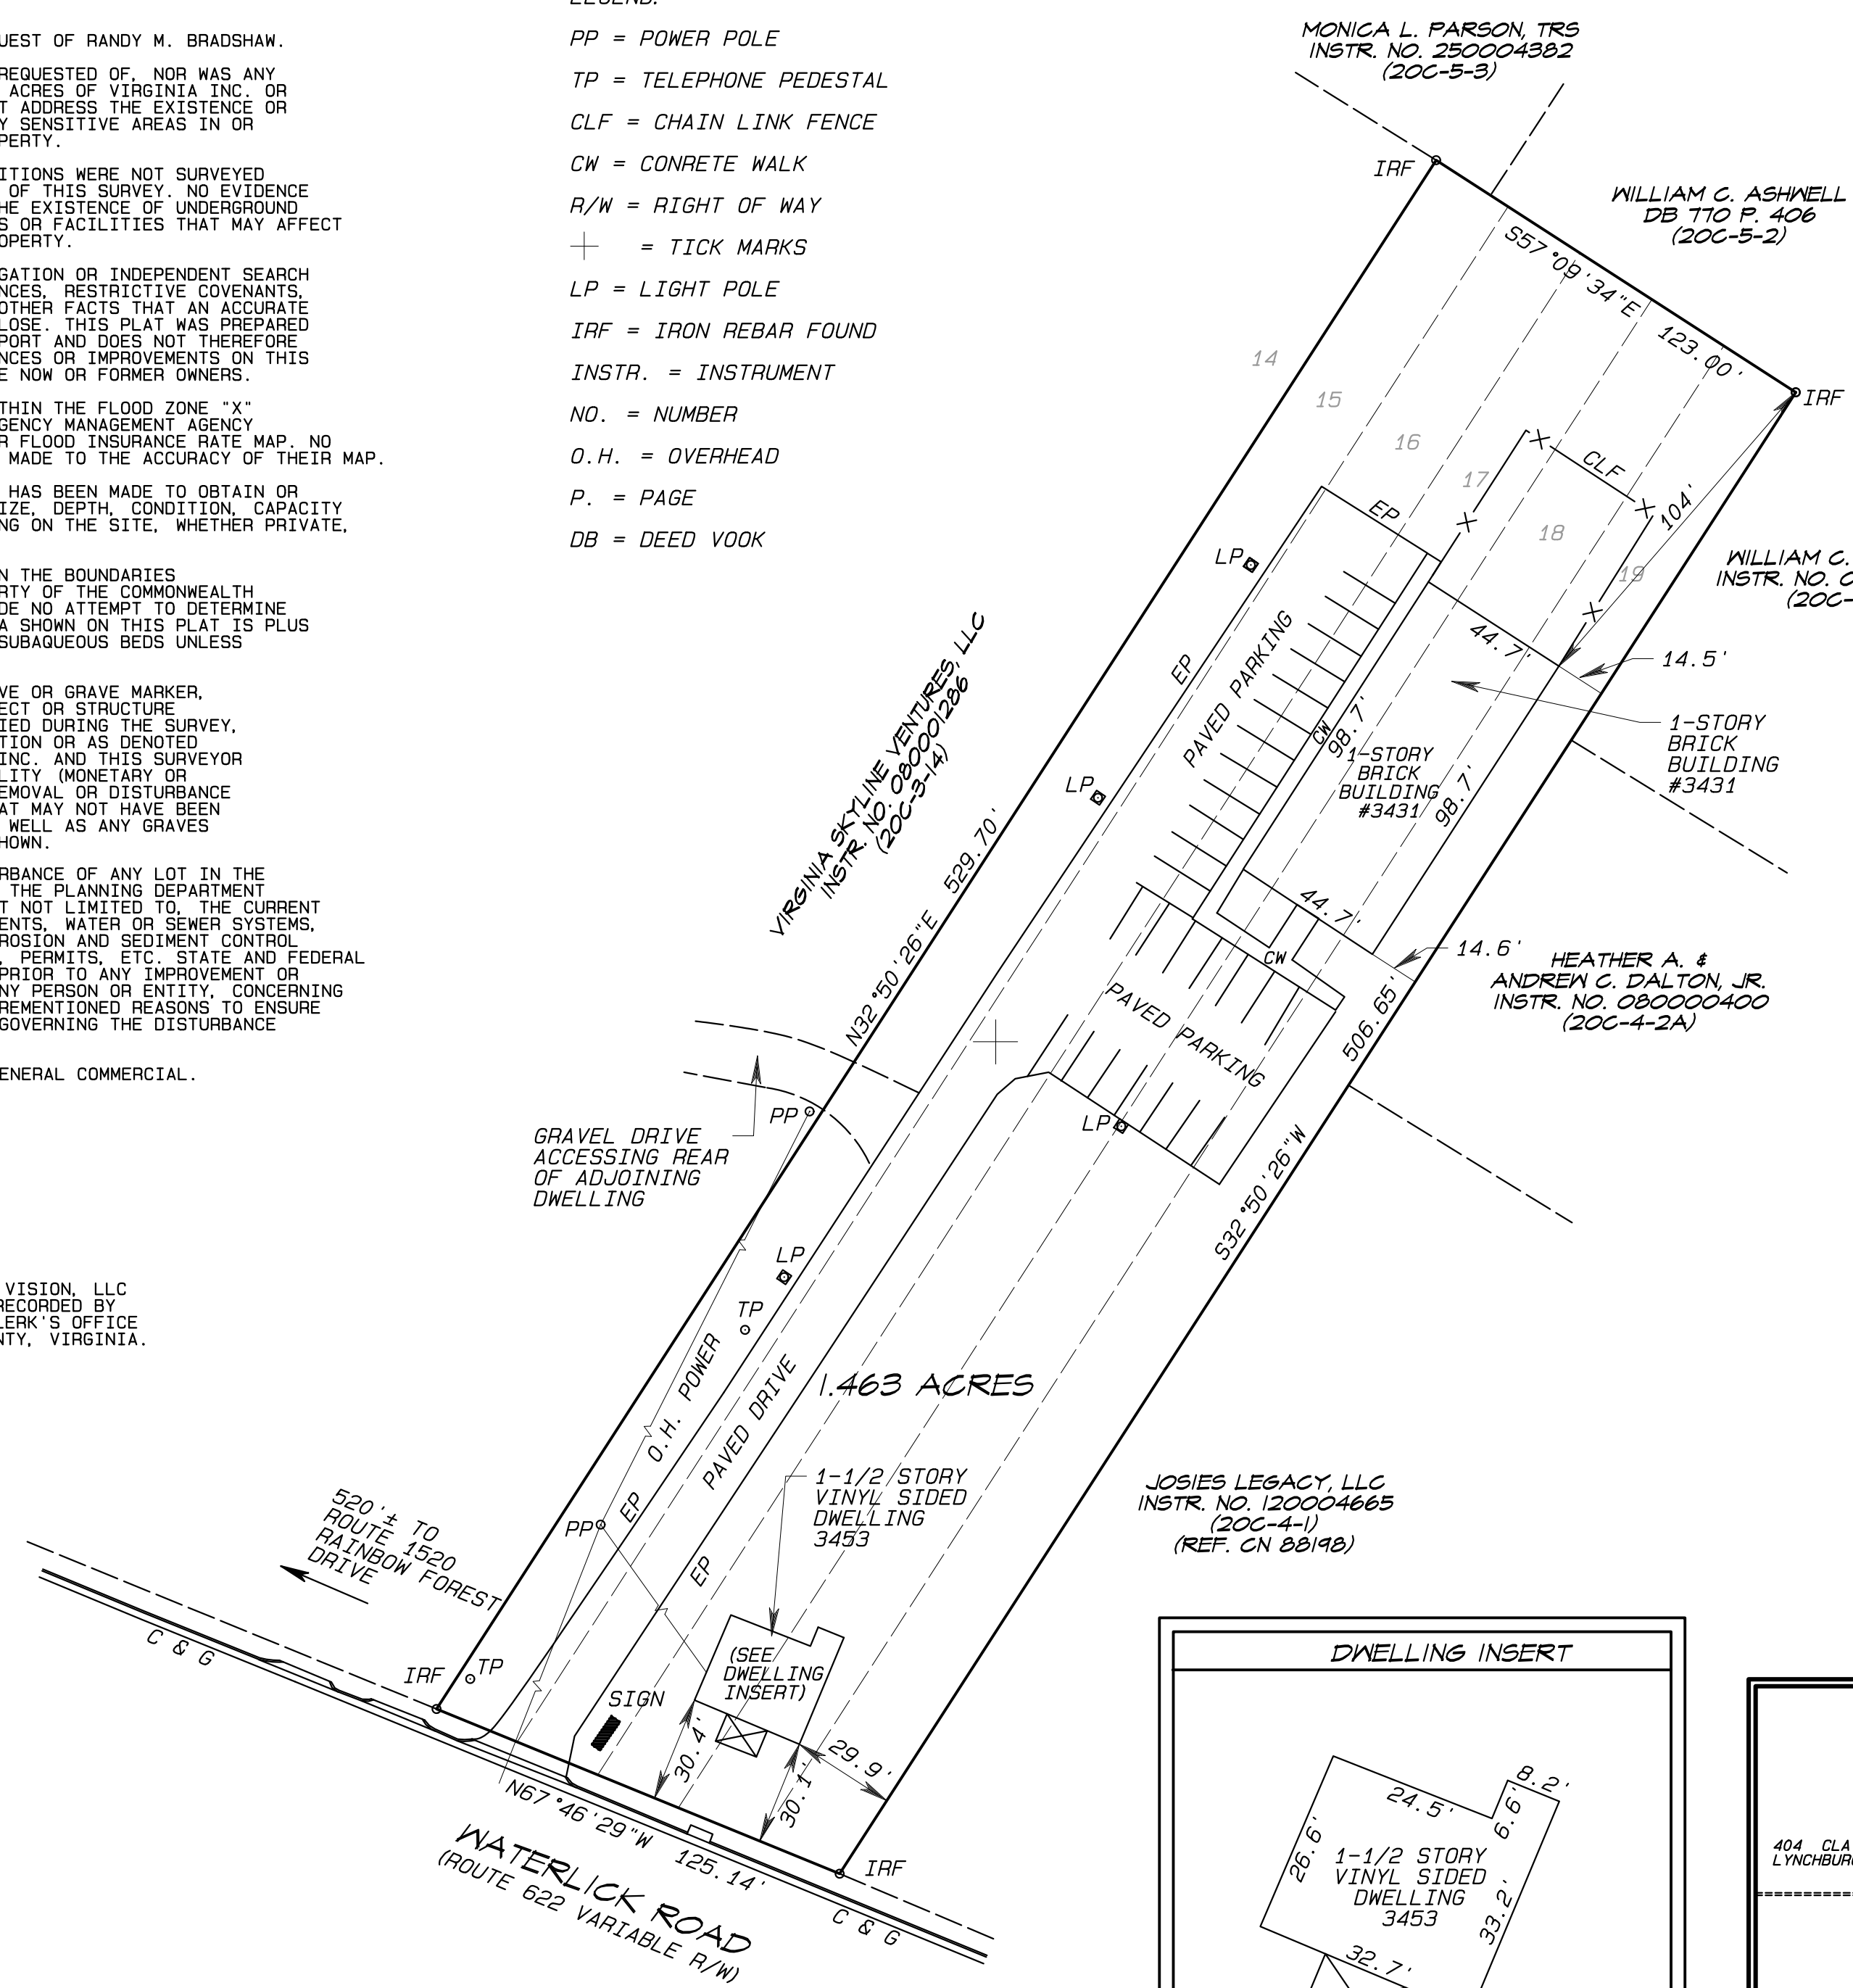 UEST OF RANDY M. BRADSHAW.
REQUESTED OF, NOR WAS ANY
ACRES OF VIRGINIA INC. OR
T ADDRESS THE EXISTENCE OR
Y SENSITIVE AREAS IN OR
PERTY.
ITIONS WERE NOT SURVEYED
OF THIS SURVEY. NO EVIDENCE
HE EXISTENCE OF UNDERGROUND
S OR FACILITIES THAT MAY AFFECT
OPERTY.
GATION OR INDEPENDENT SEARCH
NCES, RESTRICTIVE COVENANTS,
OTHER FACTS THAT AN ACCURATE
LOSE. THIS PLAT WAS PREPARED
PORT AND DOES NOT THEREFORE
NCES OR IMPROVEMENTS ON THIS
E NOW OR FORMER OWNERS.
THIN THE FLOOD ZONE "X"
GENCY MANAGEMENT AGENCY
R FLOOD INSURANCE RATE MAP. NO
MADE TO THE ACCURACY OF THEIR MAP.
HAS BEEN MADE TO OBTAIN OR
IZE, DEPTH, CONDITION, CAPACITY
NG ON THE SITE, WHETHER PRIVATE,
N THE BOUNDARIES
RTY OF THE COMMONWEALTH
DE NO ATTEMPT TO DETERMINE
A SHOWN ON THIS PLAT IS PLUS
SUBAQUEOUS BEDS UNLESS
VE OR GRAVE MARKER,
ECT OR STRUCTURE
IED DURING THE SURVEY,
TION OR AS DENOTED
INC. AND THIS SURVEYOR
LITY (MONETARY OR
EMOVAL OR DISTURBANCE
AT MAY NOT HAVE BEEN
WELL AS ANY GRAVES
HOWN.
RBANCE OF ANY LOT IN THE
THE PLANNING DEPARTMENT
T NOT LIMITED TO, THE CURRENT
ENTS, WATER OR SEWER SYSTEMS,
ROSION AND SEDIMENT CONTROL
, PERMITS, ETC. STATE AND FEDERAL
PRIOR TO ANY IMPROVEMENT OR
NY PERSON OR ENTITY, CONCERNING
REMENTIONED REASONS TO ENSURE
GOVERNING THE DISTURBANCE
ENERAL COMMERCIAL.
VISION, LLC
RECORDED BY
LERK'S OFFICE
NTY, VIRGINIA.
LEGEND:
PP = POWER POLE
TP = TELEPHONE PEDESTAL
CLF = CHAIN LINK FENCE
CW = CONRETE WALK
R/W = RIGHT OF WAY
= TICK MARKS
LP = LIGHT POLE
IRF = IRON REBAR FOUND
INSTR. = INSTRUMENT
NO. = NUMBER
O.H. = OVERHEAD
P. = PAGE
DB = DEED VOOK
MONICA L. PARSON, TRS
INSTR. NO. 250004382
(20C-5-3)
IRF
WILLIAM C. ASHWELL
DB 770 P. 406
(20C-5-2)
S57°09'34"E 123.00'
IRF
14
15
16
17
18
19
CLF
104'
EP
LP
WILLIAM C.
INSTR. NO. 0
(20C-
PAVED PARKING
EP
44.7'
14.5'
CW
98.7'
1-STORY
BRICK
BUILDING
#3431
98.7'
1-STORY
BRICK
BUILDING
#3431
VIRGINIA SKYLINE VENTURES, LLC
INSTR. NO. 080001286
(20C-3-14)
LP
N32°50'26"E 529.70'
44.7'
14.6'
CW
HEATHER A. &
ANDREW C. DALTON, JR.
INSTR. NO. 080000400
(20C-4-2A)
PAVED PARKING
S32°50'26"W 506.65'
LP
PP
GRAVEL DRIVE
ACCESSING REAR
OF ADJOINING
DWELLING
LP
TP
O.H. POWER
PAVED DRIVE
1.463 ACRES
1-1/2 STORY
VINYL SIDED
DWELLING
3453
JOSIES LEGACY, LLC
INSTR. NO. 120004665
(20C-4-1)
(REF. CN 88198)
520'± TO
ROUTE 1520
RAINBOW FOREST
DRIVE
PP
EP
EP
C & G
IRF
TP
SIGN
(SEE
DWELLING
INSERT)
30.4'
30.1'
29.9'
N67°46'29"W 125.14'
IRF
WATERLICK ROAD
(ROUTE 622 VARIABLE R/W)
C & G
DWELLING INSERT
8.2'
24.5'
6.6'
26.6'
1-1/2 STORY
VINYL SIDED
DWELLING
3453
33.2'
32.7'
404 CLA
LYNCHBURG